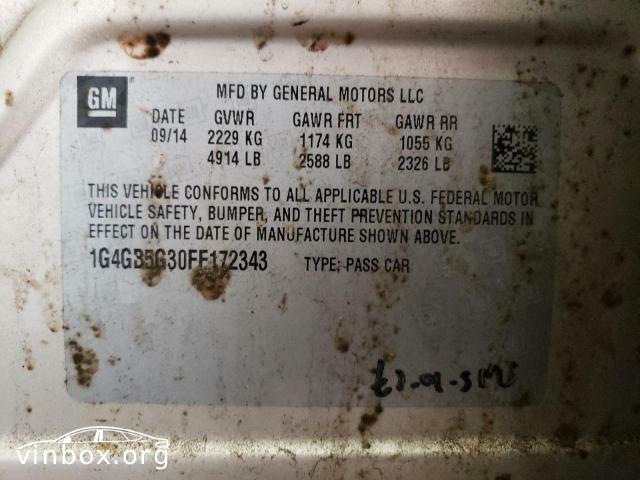 GM
MFD BY GENERAL MOTORS LLC
DATE GVWR GAWR FRT GAWR RR
09/14 2229 KG 1174 KG 1055 KG
4914 LB 2588 LB 2326 LB
THIS VEHICLE CONFORMS TO ALL APPLICABLE U.S. FEDERAL MOTOR
VEHICLE SAFETY, BUMPER, AND THEFT PREVENTION STANDARDS IN
EFFECT ON THE DATE OF MANUFACTURE SHOWN ABOVE.
1G4GB5G30FF172343 TYPE: PASS CAR
vinbox.org